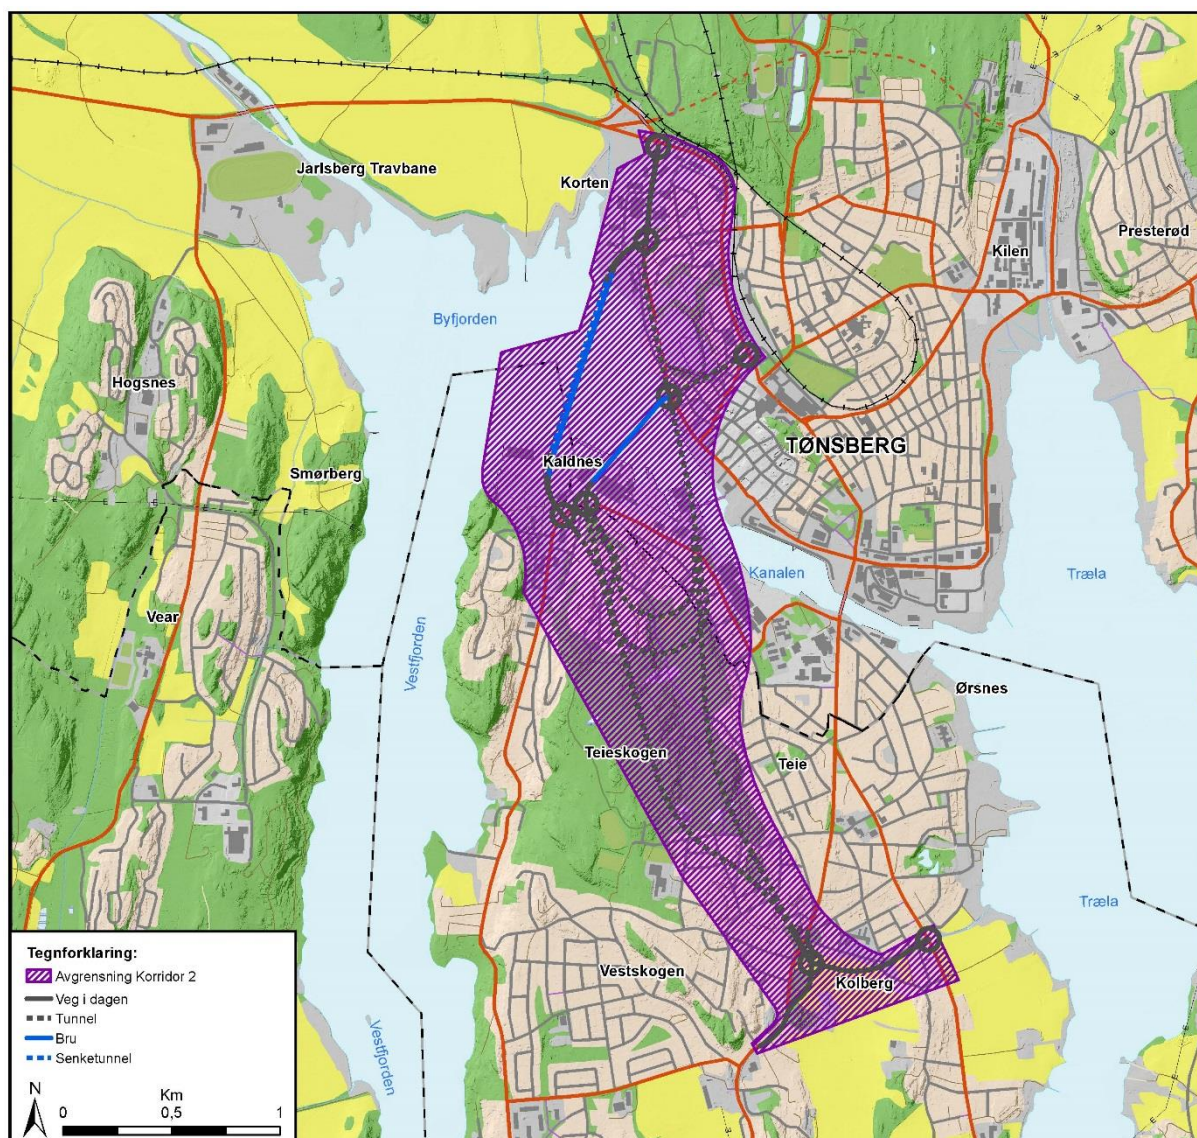 Jarlsberg Travbane
Korten
Presterød
Kilen
Byfjorden
Hogsnes
TØNSBERG
Kaldnes
Smørberg
Kanalen
Træla
Vear
Vestfjorden
Ørsnes
Teieskogen
Teie
Træla
Vestskogen
Kolberg
Vestfjorden
Tegnforklaring:
Avgrensning Korridor 2
Veg i dagen
Tunnel
Bru
Senketunnel
N
Km
0 0,5 1